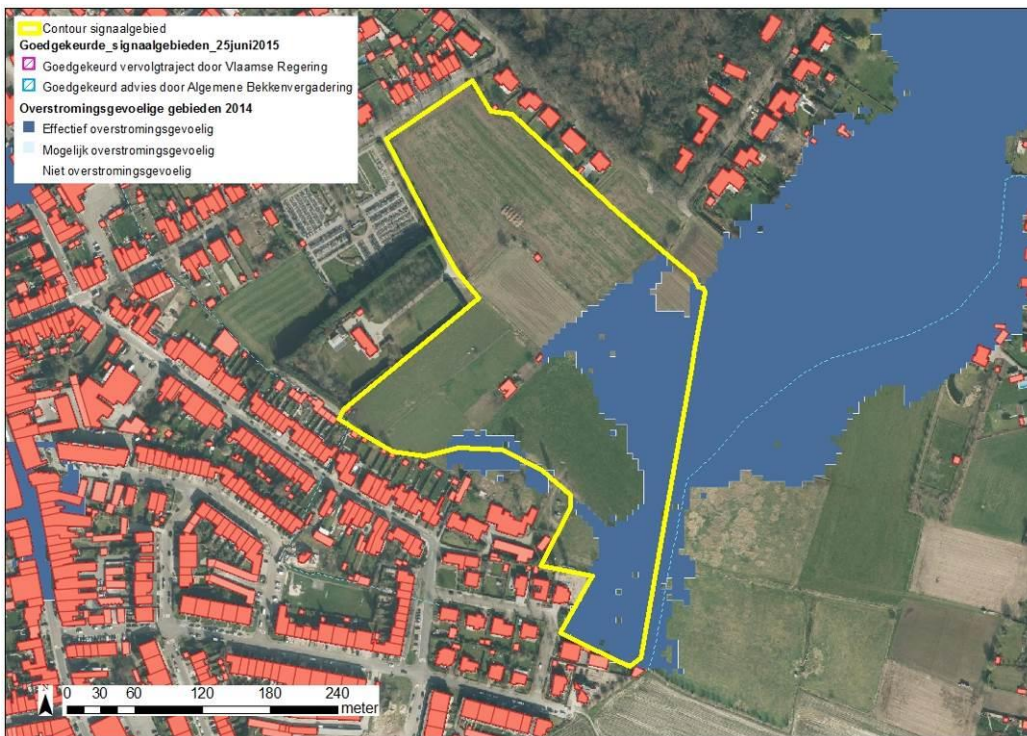 Contour signaalgebied
Goedgekeurde_signaalgebieden_25juni2015
Goedgekeurd vervolgtraject door Vlaamse Regering
Goedgekeurd advies door Algemene Bekkenvergadering
Overstromingsgevoelige gebieden 2014
Effectief overstromingsgevoelig
Mogelijk overstromingsgevoelig
Niet overstromingsgevoelig
N
0 30 60 120 180 240
meter